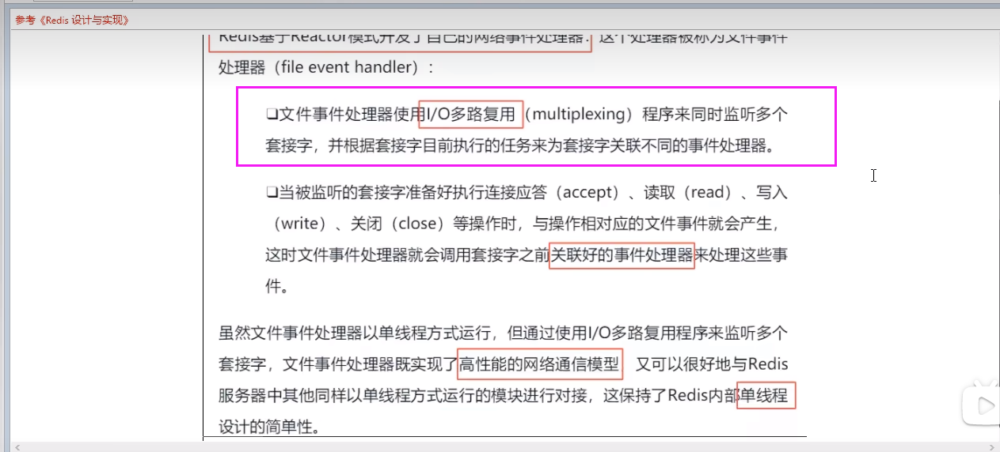 参考《Redis 设计与实现》
Redis基于Reactor模式开发了自己的网络事件处理器：这个处理器被称为文件事件
处理器（file event handler）：
❏文件事件处理器使用I/O多路复用（multiplexing）程序来同时监听多个
套接字，并根据套接字目前执行的任务来为套接字关联不同的事件处理器。
❏当被监听的套接字准备好执行连接应答（accept）、读取（read）、写入
（write）、关闭（close）等操作时，与操作相对应的文件事件就会产生，
这时文件事件处理器就会调用套接字之前关联好的事件处理器来处理这些事
件。
虽然文件事件处理器以单线程方式运行，但通过使用I/O多路复用程序来监听多个
套接字，文件事件处理器既实现了高性能的网络通信模型，又可以很好地与Redis
服务器中其他同样以单线程方式运行的模块进行对接，这保持了Redis内部单线程
设计的简单性。